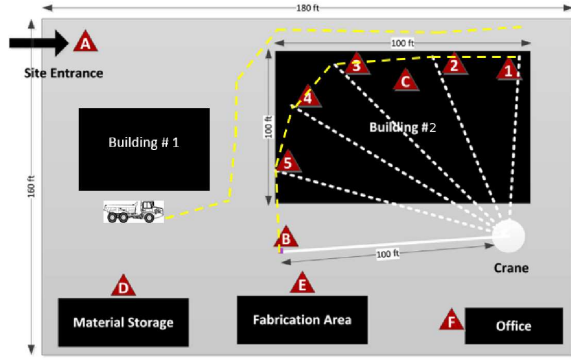 180 ft
A
Site Entrance
100 ft
3
2
1
C
4
Building # 1
Building #2
100 ft
5
160 ft
B
100 ft
Crane
D
E
Material Storage
Fabrication Area
F
Office